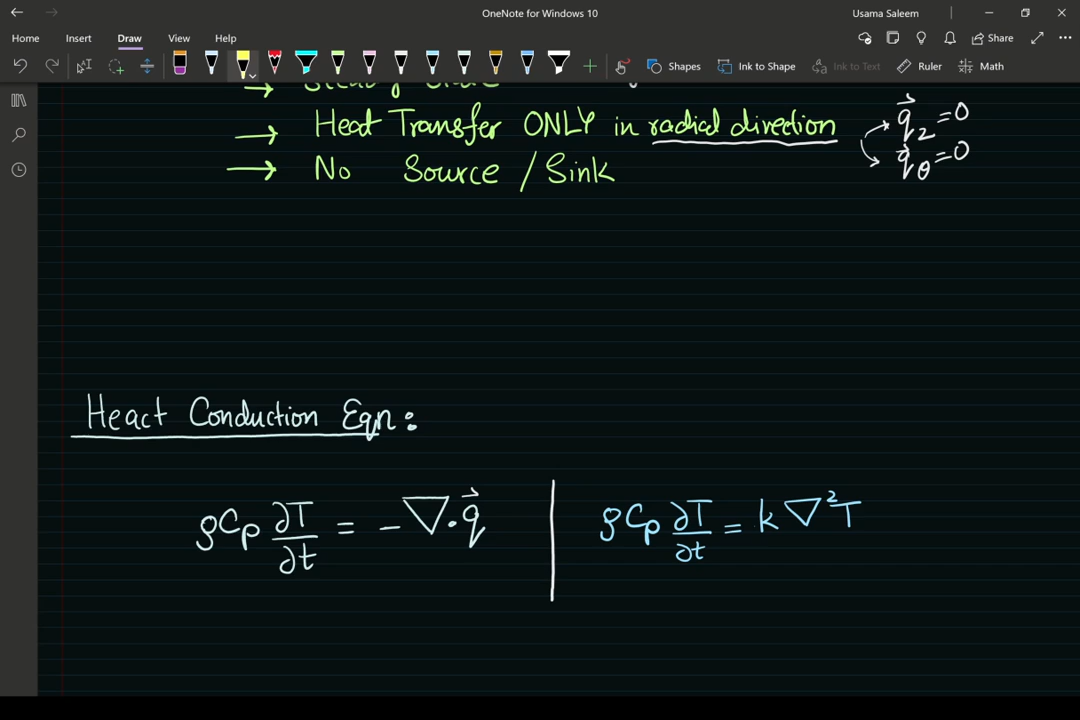 OneNote for Windows 10
Usama Saleem
Home Insert Draw View Help
Share
Shapes
Ink to Shape
Ink to Text
Ruler
Math
→ Heat Transfer ONLY in radial direction
q⃗z = 0
q⃗θ = 0
→ No Source / Sink
Heact Conduction Eqn:
ρCp ∂T/∂t = - ∇·q⃗
ρCp ∂T/∂t = k ∇²T